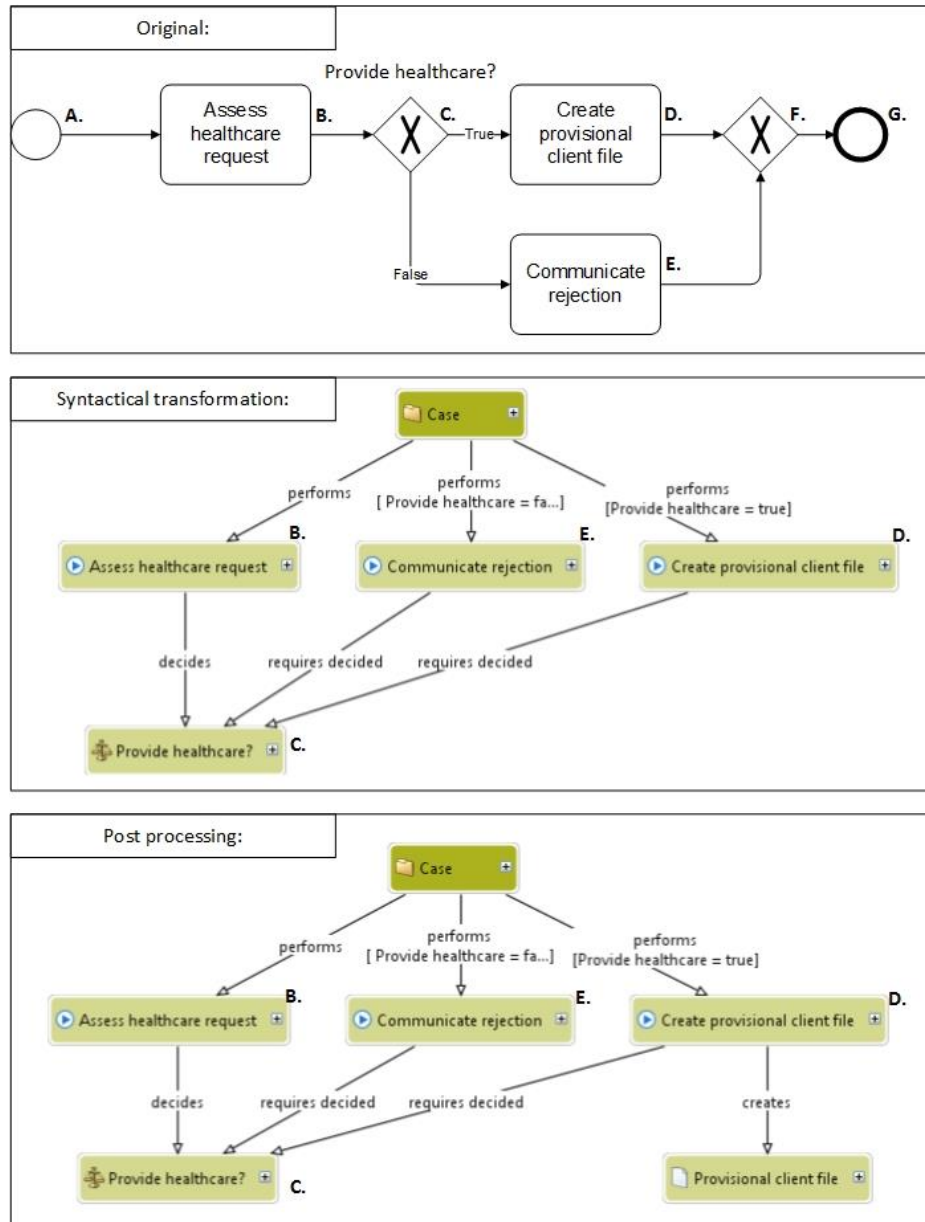 Original:
Provide healthcare?
A.
Assess
healthcare
request
B.
X
C.
True
Create
provisional
client file
D.
X
F.
G.
False
Communicate
rejection
E.
Syntactical transformation:
Case
performs
performs
[ Provide healthcare = fa...]
performs
[Provide healthcare = true]
B.
Assess healthcare request
E.
Communicate rejection
D.
Create provisional client file
decides
requires decided
requires decided
Provide healthcare?
C.
Post processing:
Case
performs
performs
[ Provide healthcare = fa...]
performs
[Provide healthcare = true]
B.
Assess healthcare request
E.
Communicate rejection
D.
Create provisional client file
decides
requires decided
requires decided
creates
Provide healthcare?
C.
Provisional client file